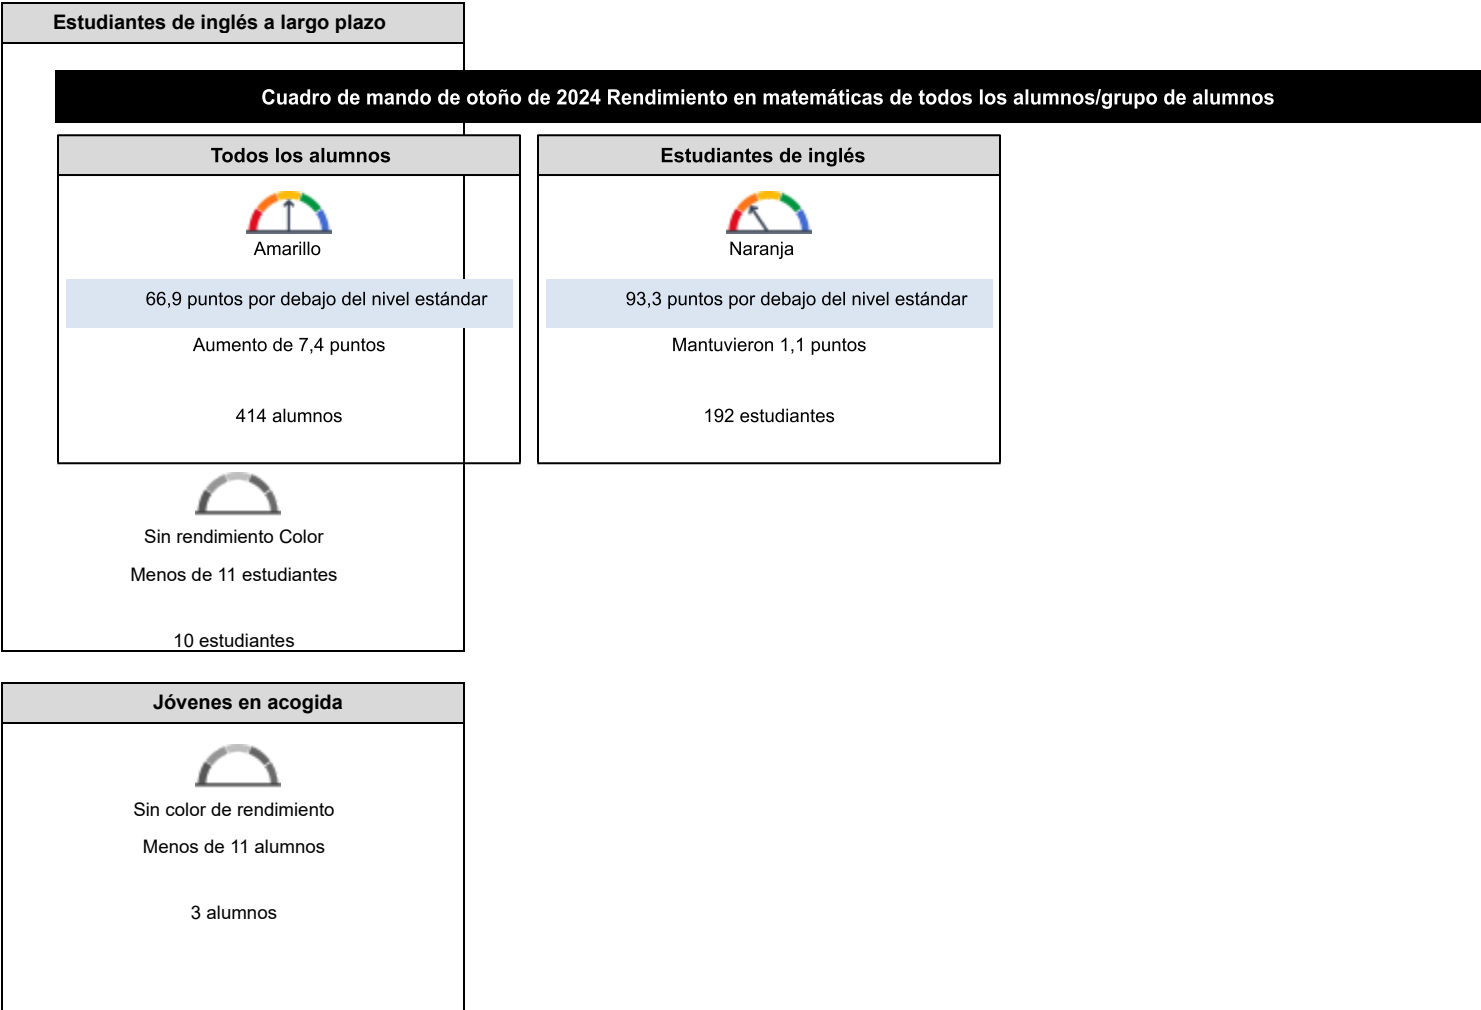 Estudiantes de inglés a largo plazo
Cuadro de mando de otoño de 2024 Rendimiento en matemáticas de todos los alumnos/grupo de alumnos
Todos los alumnos
Amarillo
66,9 puntos por debajo del nivel estándar
Aumento de 7,4 puntos
414 alumnos
Estudiantes de inglés
Naranja
93,3 puntos por debajo del nivel estándar
Mantuvieron 1,1 puntos
192 estudiantes
Sin rendimiento Color
Menos de 11 estudiantes
10 estudiantes
Jóvenes en acogida
Sin color de rendimiento
Menos de 11 alumnos
3 alumnos